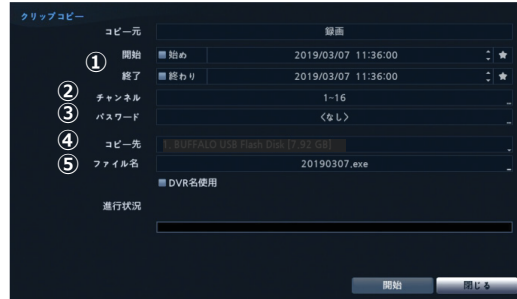 クリップコピー
コピー元 録画
① 開始 始め 2019/03/07 11:36:00
終了 終わり 2019/03/07 11:36:00
② チャンネル 1-16
③ パスワード 〈なし〉
④ コピー先 1. BUFFALO USB Flash Disk [7.92 GB]
⑤ ファイル名 20190307.exe
DVR名使用
進行状況
開始 閉じる